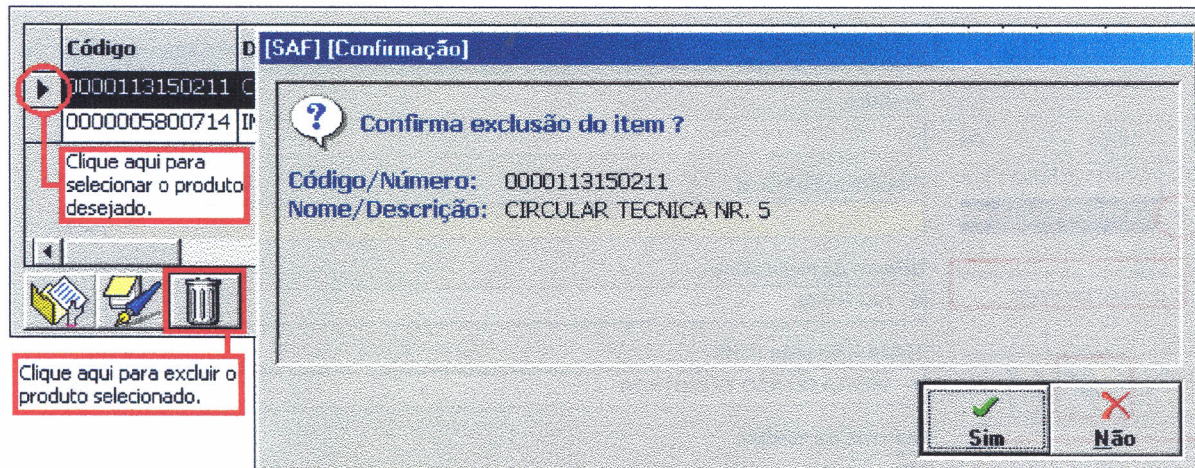 Código
D
0000113150211 C
0000005800714 IN
Clique aqui para
selecionar o produto
desejado.
Clique aqui para excluir o
produto selecionado.
[SAF] [Confirmação]
Confirma exclusão do item ?
Código/Número: 0000113150211
Nome/Descrição: CIRCULAR TECNICA NR. 5
Sim
Não